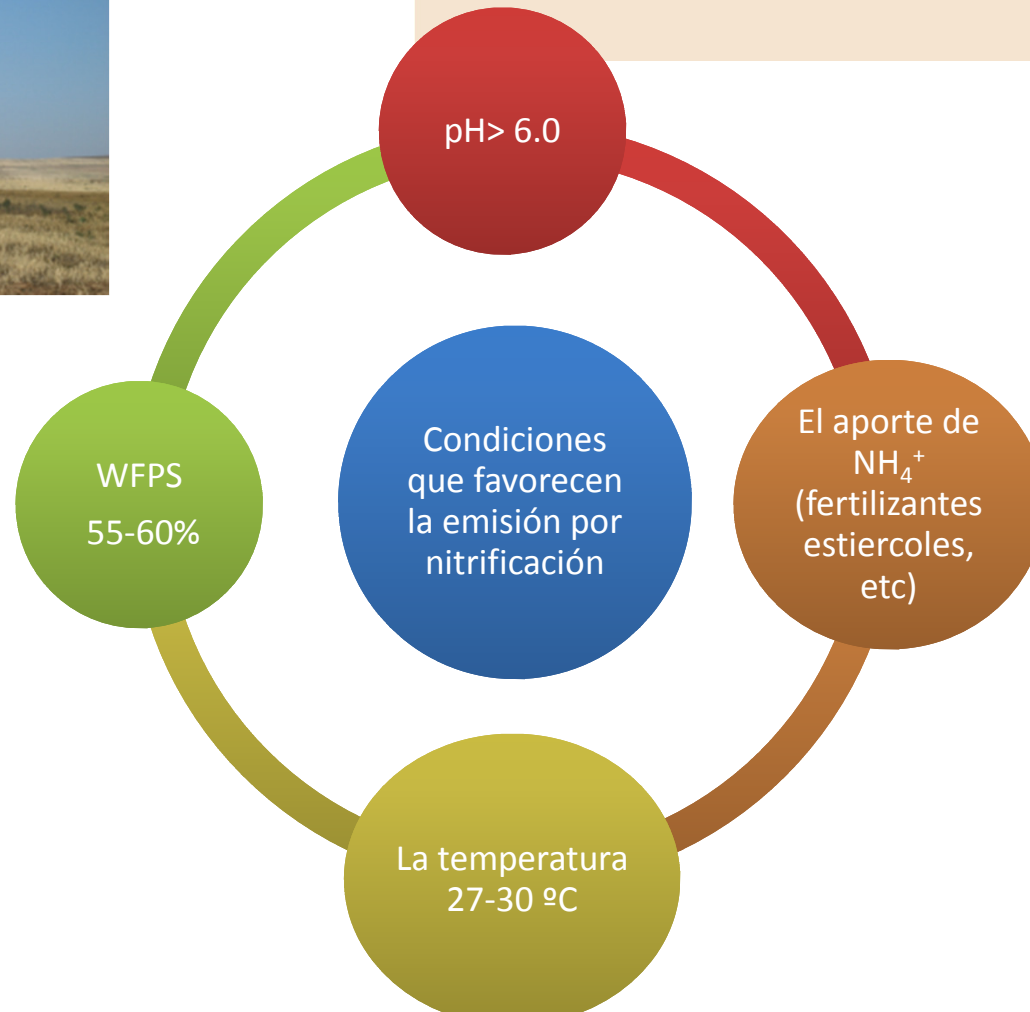 pH> 6.0
El aporte de
NH₄⁺
(fertilizantes
estiercoles,
etc)
Condiciones
que favorecen
la emisión por
nitrificación
WFPS
55-60%
La temperatura
27-30 ºC